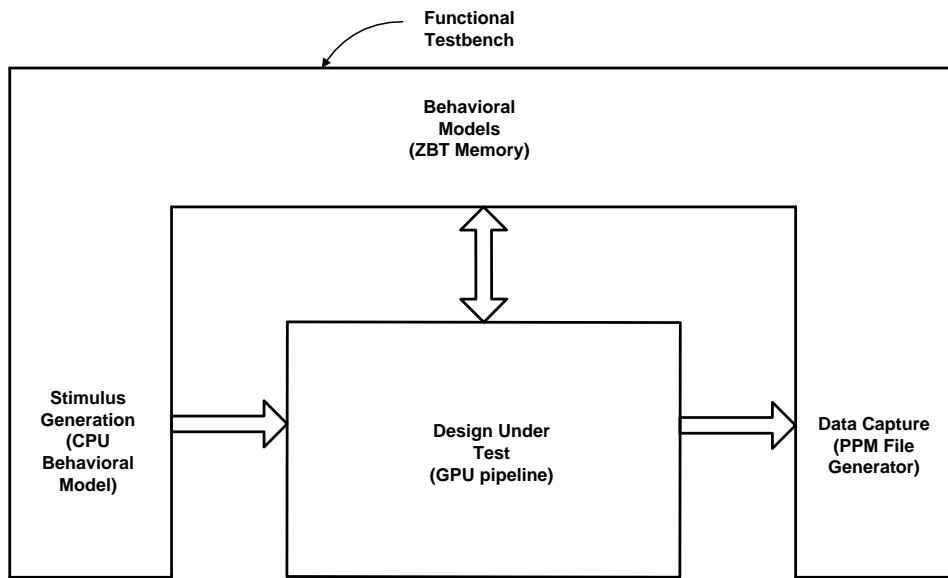 Functional
Testbench
Behavioral
Models
(ZBT Memory)
Stimulus
Generation
(CPU
Behavioral
Model)
Design Under
Test
(GPU pipeline)
Data Capture
(PPM File
Generator)